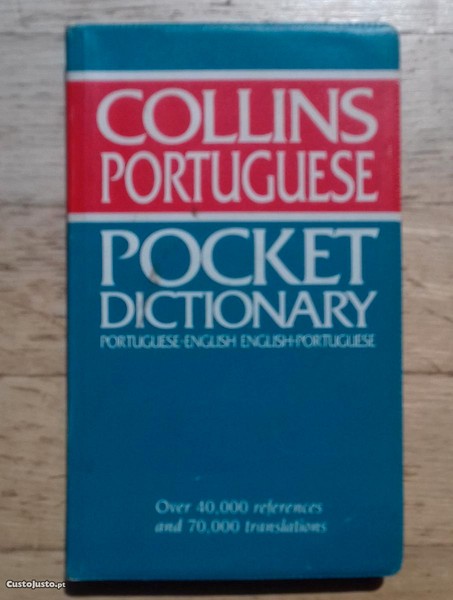 COLLINS
PORTUGUESE
POCKET
DICTIONARY
PORTUGUESE-ENGLISH ENGLISH-PORTUGUESE
Over 40,000 references
and 70,000 translations
CustoJusto.pt